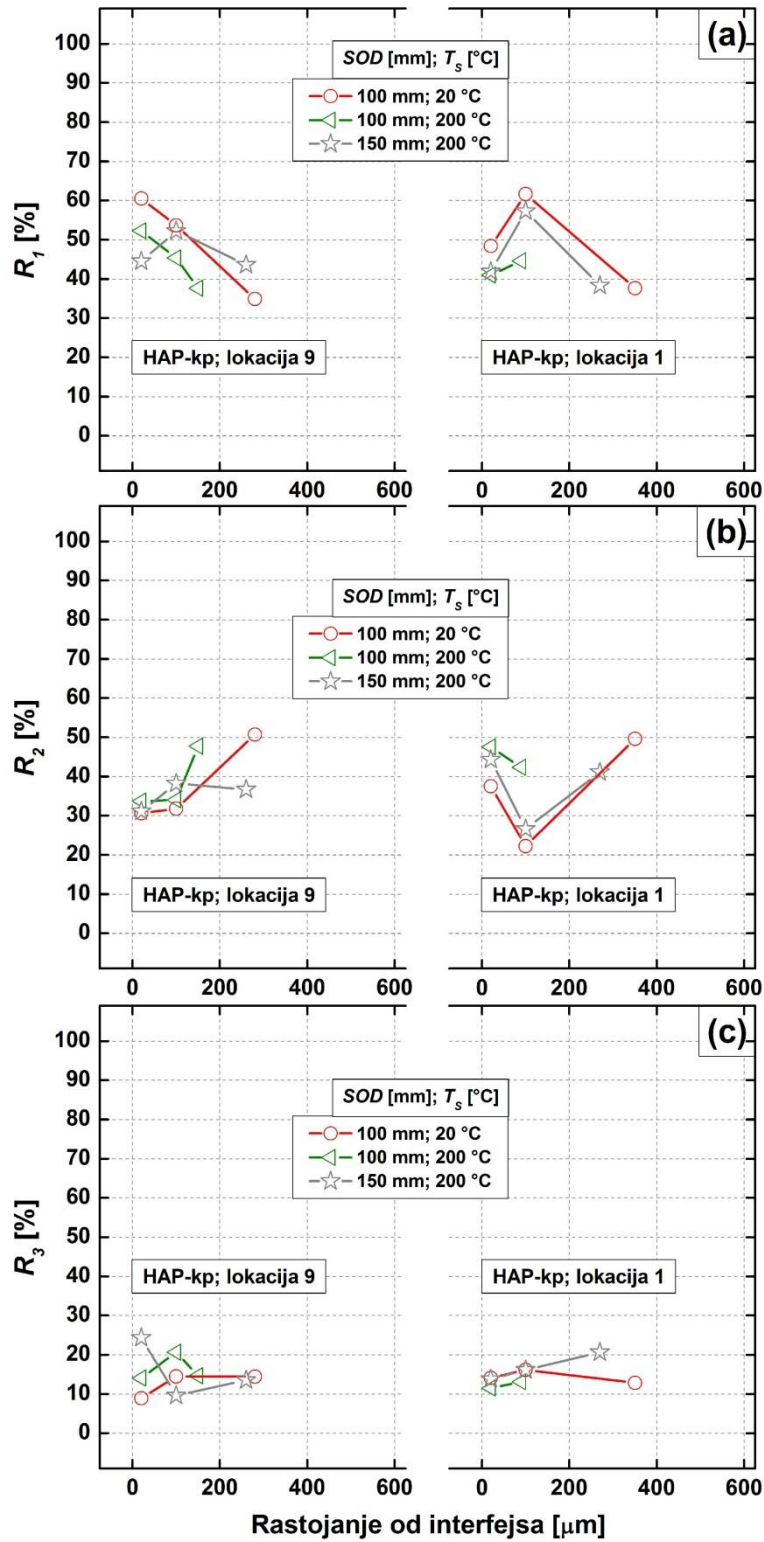 (a)
SOD [mm]; T_S [°C]
100 mm; 20 °C
100 mm; 200 °C
150 mm; 200 °C
R_1 [%]
100
90
80
70
60
50
40
30
20
10
0
HAP-kp; lokacija 9
HAP-kp; lokacija 1
0 200 400 600 0 200 400 600
(b)
SOD [mm]; T_S [°C]
100 mm; 20 °C
100 mm; 200 °C
150 mm; 200 °C
R_2 [%]
100
90
80
70
60
50
40
30
20
10
0
HAP-kp; lokacija 9
HAP-kp; lokacija 1
0 200 400 600 0 200 400 600
(c)
SOD [mm]; T_S [°C]
100 mm; 20 °C
100 mm; 200 °C
150 mm; 200 °C
R_3 [%]
100
90
80
70
60
50
40
30
20
10
0
HAP-kp; lokacija 9
HAP-kp; lokacija 1
0 200 400 600 0 200 400 600
Rastojanje od interfejsa [μm]